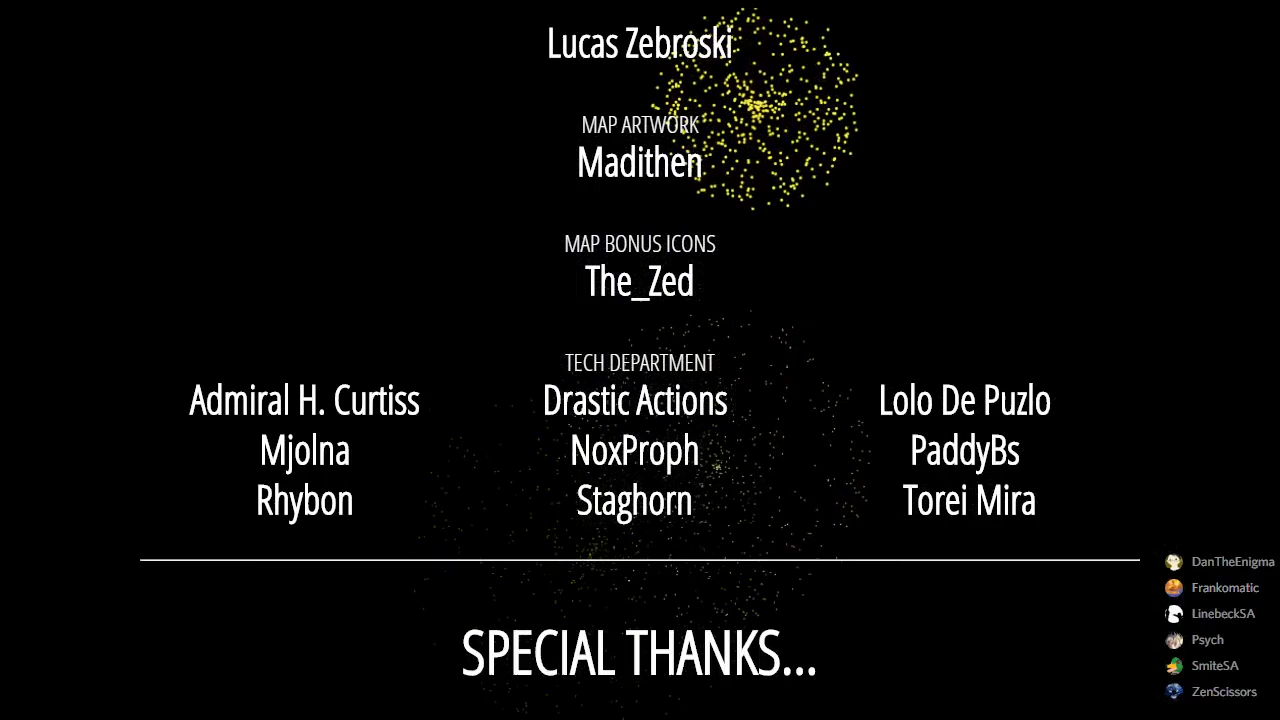 Lucas Zebroski
MAP ARTWORK
Madithen
MAP BONUS ICONS
The_Zed
TECH DEPARTMENT
Admiral H. Curtiss Drastic Actions Lolo De Puzlo
Mjolna NoxProph PaddyBs
Rhybon Staghorn Torei Mira
SPECIAL THANKS...
DanTheEnigma
Frankomatic
LinebeckSA
Psych
SmiteSA
ZenScissors